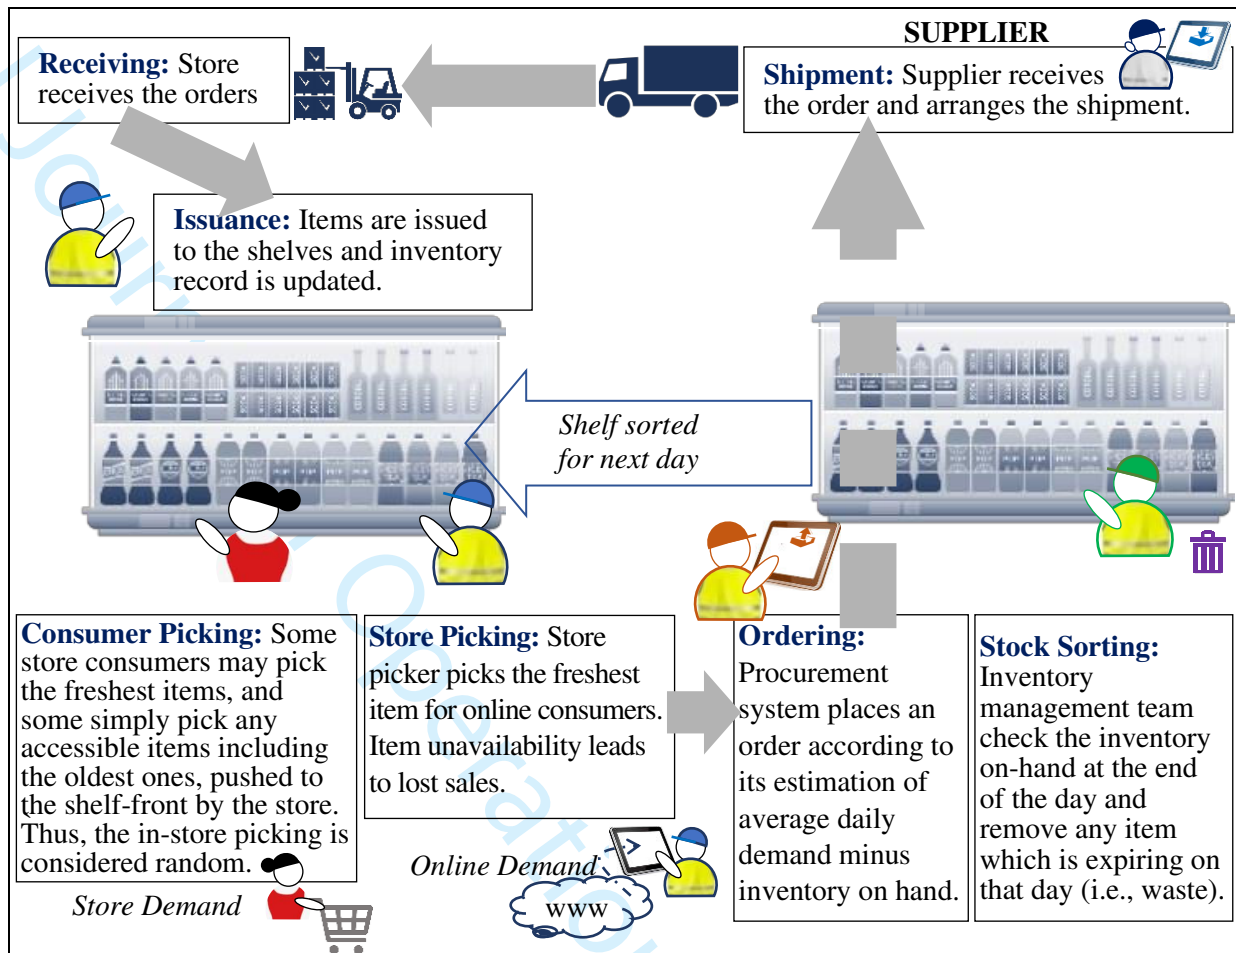 SUPPLIER
Receiving: Store
receives the orders
Shipment: Supplier receives
the order and arranges the shipment.
Issuance: Items are issued
to the shelves and inventory
record is updated.
Shelf sorted
for next day
Consumer Picking: Some
store consumers may pick
the freshest items, and
some simply pick any
accessible items including
the oldest ones, pushed to
the shelf-front by the store.
Thus, the in-store picking is
considered random.
Store Demand
Store Picking: Store
picker picks the freshest
item for online consumers.
Item unavailability leads
to lost sales.
Online Demand
www
Ordering:
Procurement
system places an
order according to
its estimation of
average daily
demand minus
inventory on hand.
Stock Sorting:
Inventory
management team
check the inventory
on-hand at the end
of the day and
remove any item
which is expiring on
that day (i.e., waste).